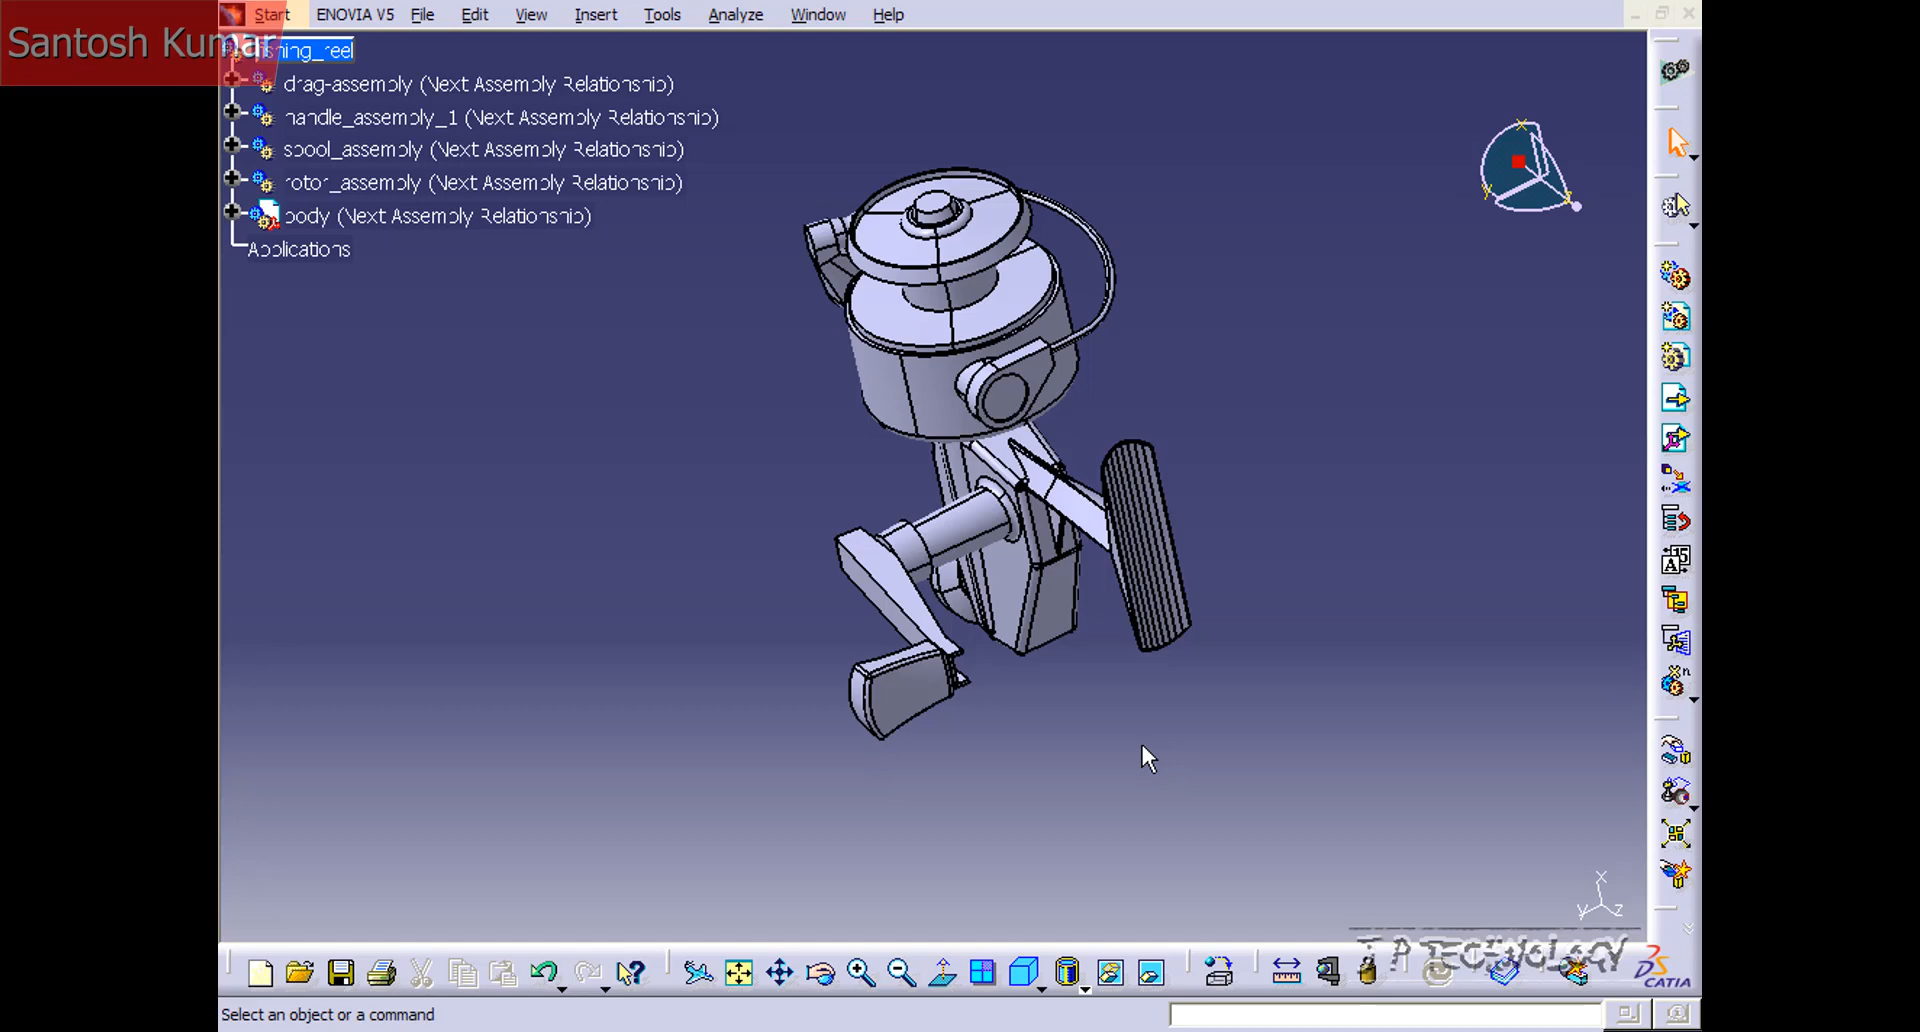 Start ENOVIA V5 File Edit View Insert Tools Analyze Window Help
Santosh Kumar
fishing_reel
drag-assembly (Next Assembly Relationship)
handle_assembly_1 (Next Assembly Relationship)
spool_assembly (Next Assembly Relationship)
rotor_assembly (Next Assembly Relationship)
body (Next Assembly Relationship)
Applications
x
y
z
x
y z
T P TECHNOLOGY
CATIA
Select an object or a command